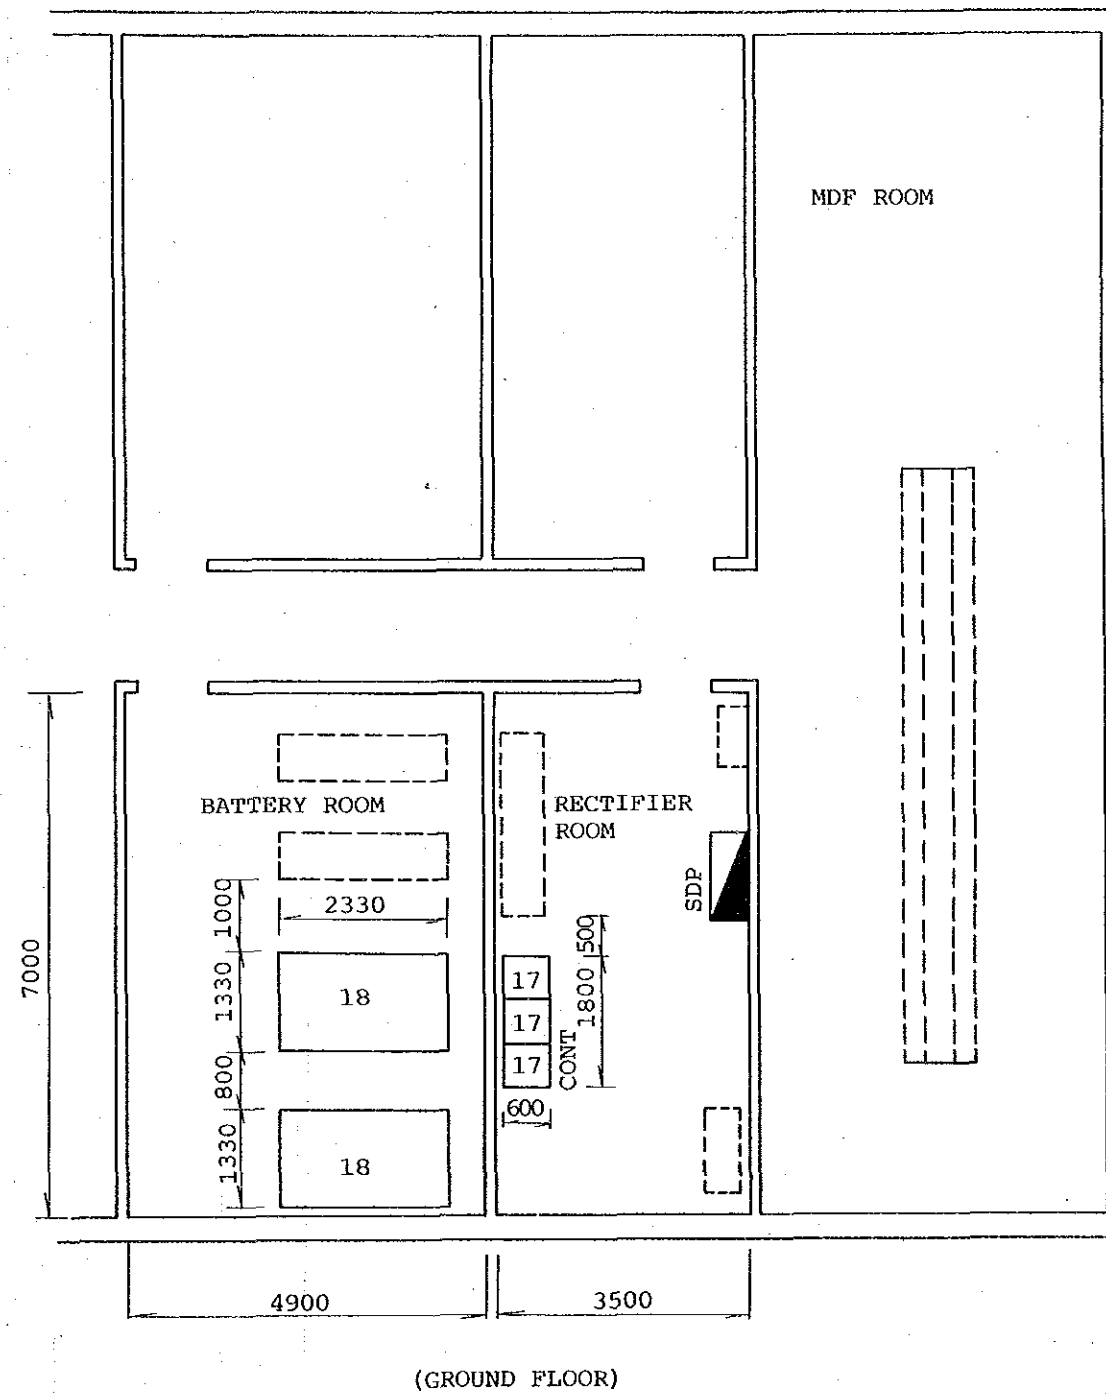 MDF ROOM
BATTERY ROOM
RECTIFIER
ROOM
SDP
1000
2330
500
7000
1330
18
17
17
17
1800
CONT
800
600
1330
18
4900
3500
(GROUND FLOOR)